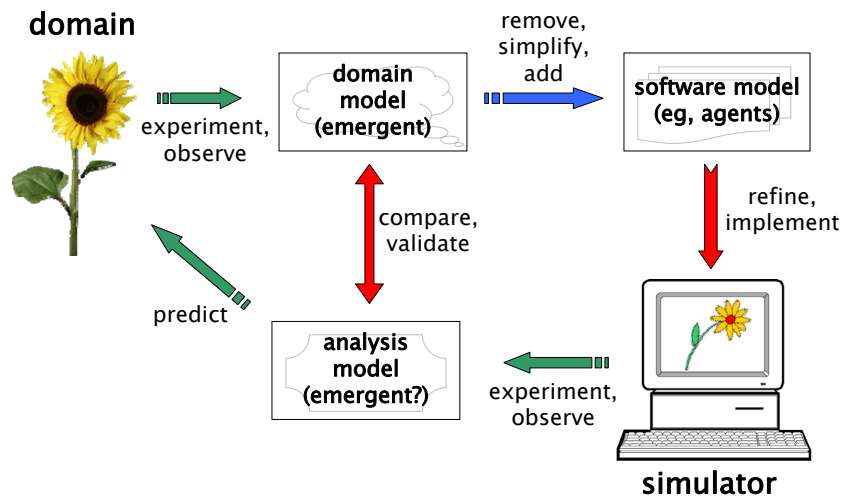 domain
experiment,
observe
domain
model
(emergent)
remove,
simplify,
add
software model
(eg, agents)
refine,
implement
compare,
validate
predict
analysis
model
(emergent?)
experiment,
observe
simulator